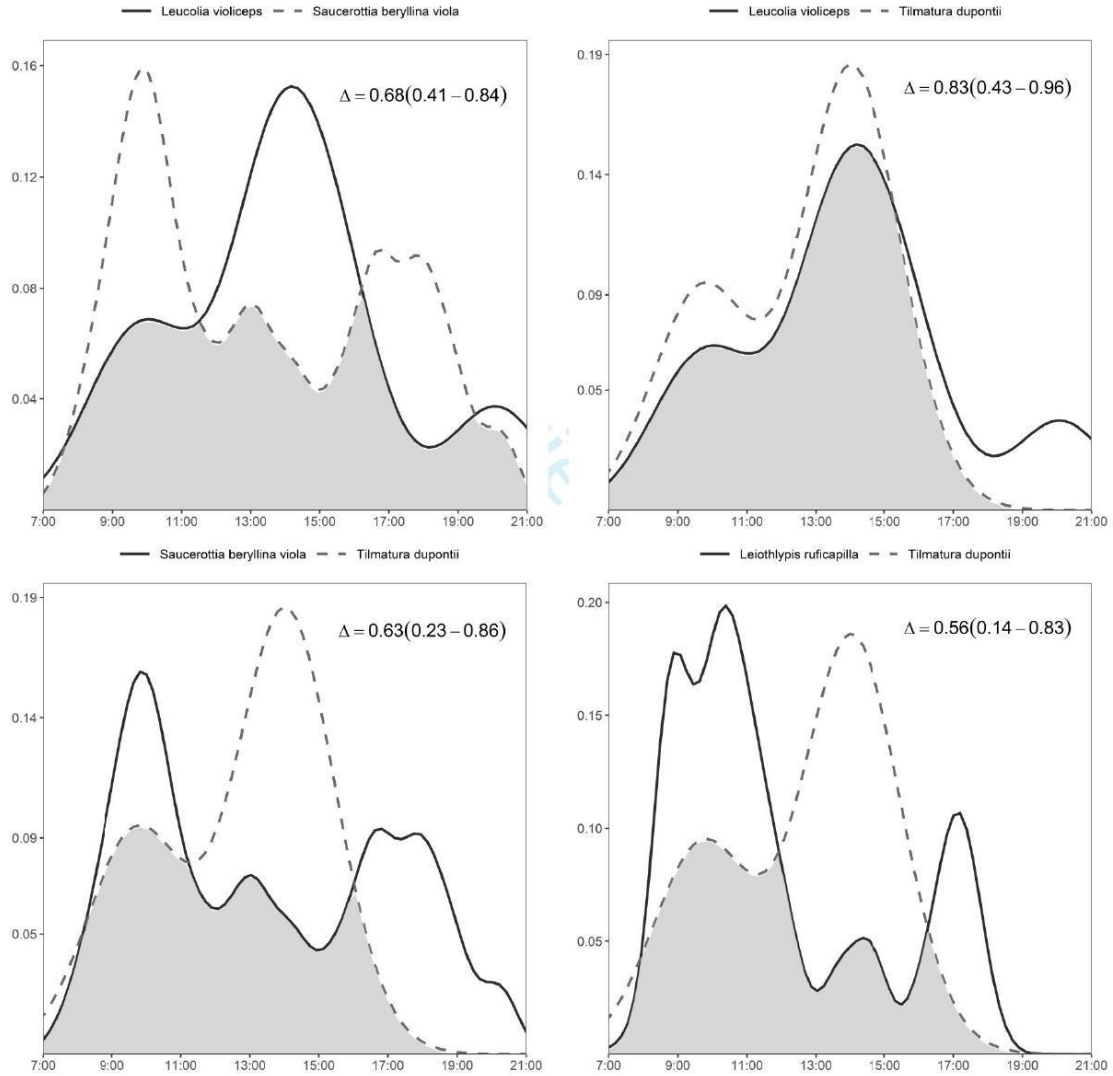 Leucolia violiceps Saucerottia beryllina viola
Δ = 0.68(0.41 – 0.84)
0.16
0.12
0.08
0.04
7:00 9:00 11:00 13:00 15:00 17:00 19:00 21:00
Leucolia violiceps Tilmatura dupontii
Δ = 0.83(0.43 – 0.96)
0.19
0.14
0.09
0.05
7:00 9:00 11:00 13:00 15:00 17:00 19:00 21:00
Saucerottia beryllina viola Tilmatura dupontii
Δ = 0.63(0.23 – 0.86)
0.19
0.14
0.09
0.05
7:00 9:00 11:00 13:00 15:00 17:00 19:00 21:00
Leiothlypis ruficapilla Tilmatura dupontii
Δ = 0.56(0.14 – 0.83)
0.20
0.15
0.10
0.05
7:00 9:00 11:00 13:00 15:00 17:00 19:00 21:00